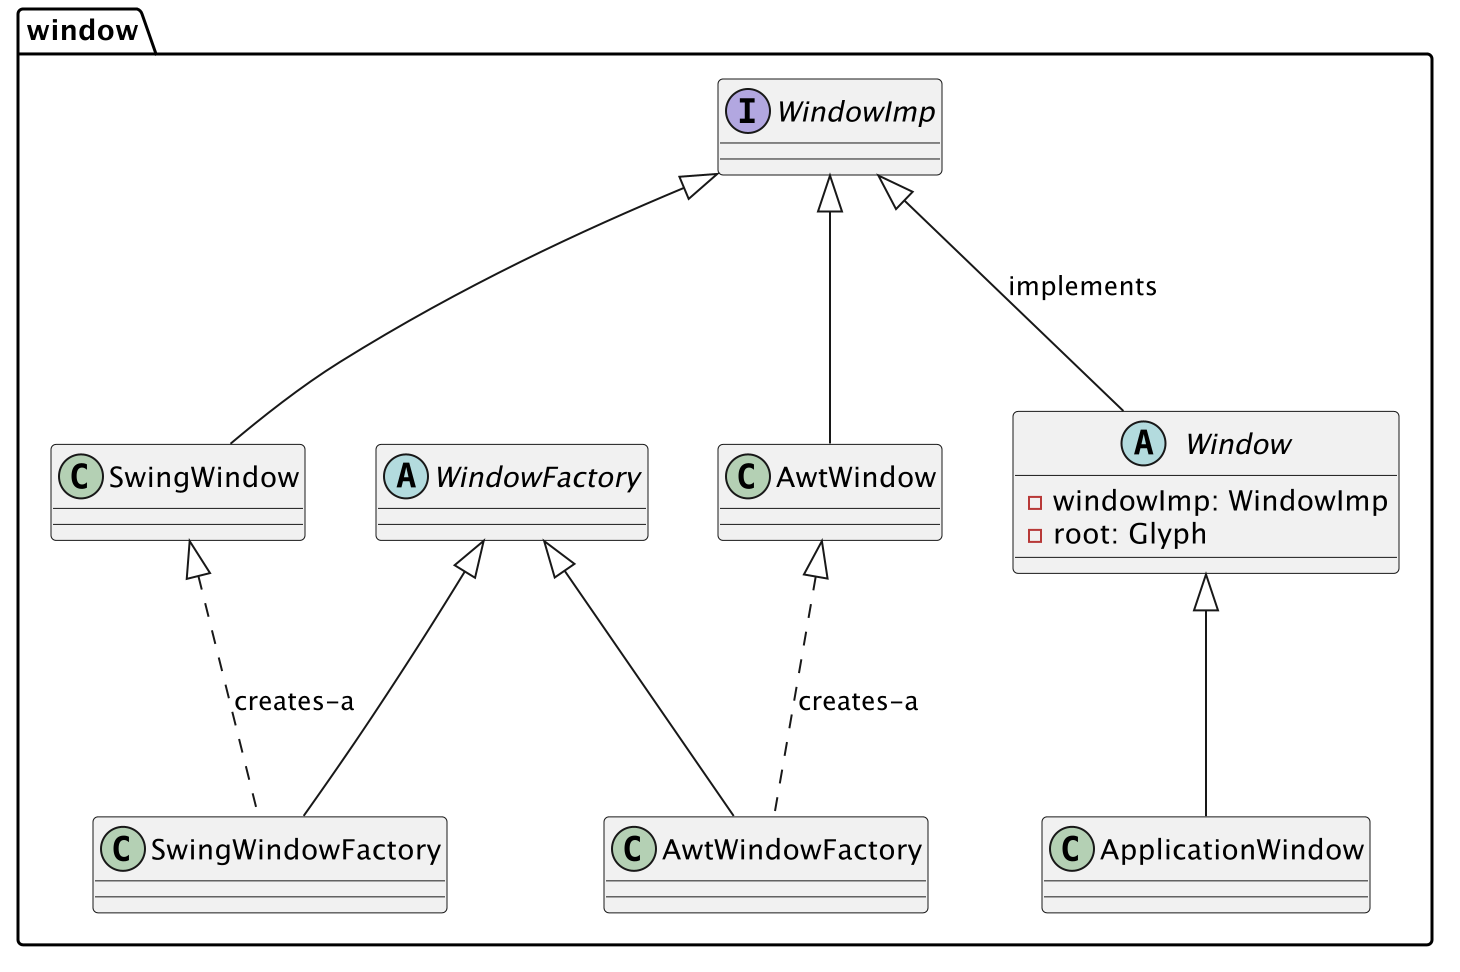 window
I WindowImp
implements
C SwingWindow
A WindowFactory
C AwtWindow
A Window
windowImp: WindowImp
root: Glyph
creates-a
creates-a
C SwingWindowFactory
C AwtWindowFactory
C ApplicationWindow